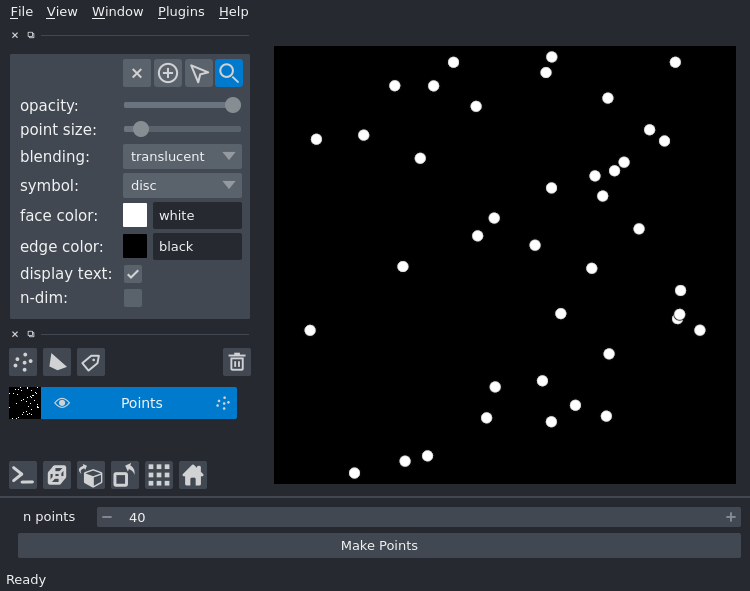 File View Window Plugins Help
opacity:
point size:
blending: translucent
symbol: disc
face color: white
edge color: black
display text:
n-dim:
Points
n points 40
Make Points
Ready